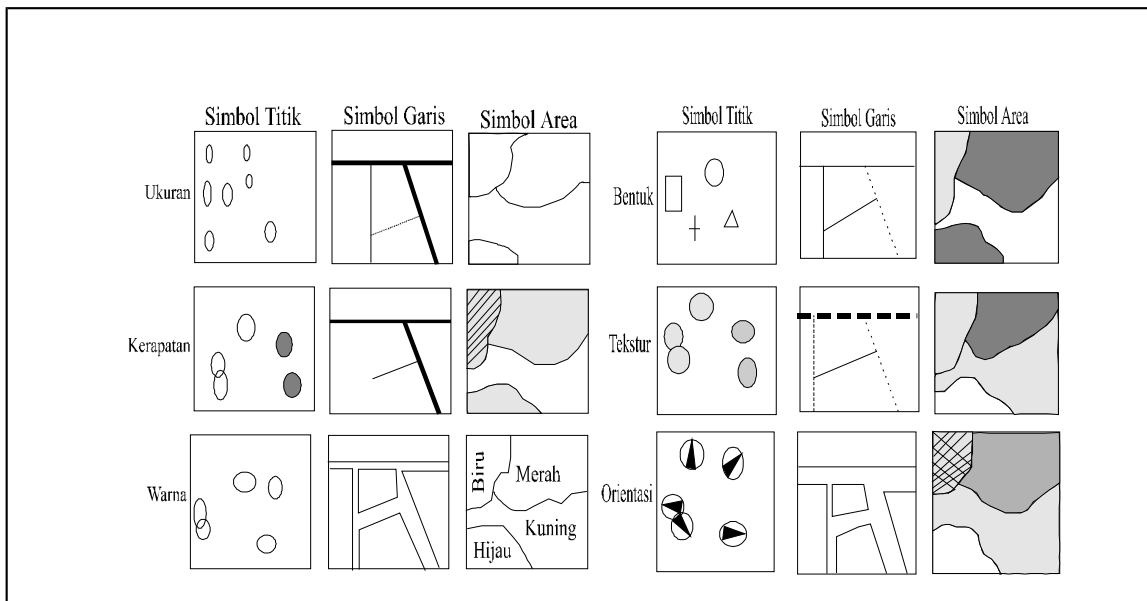 Simbol Titik Simbol Garis Simbol Area
Ukuran
Kerapatan
Warna
Biru
Merah
Kuning
Hijau
Simbol Titik Simbol Garis Simbol Area
Bentuk
Tekstur
Orientasi